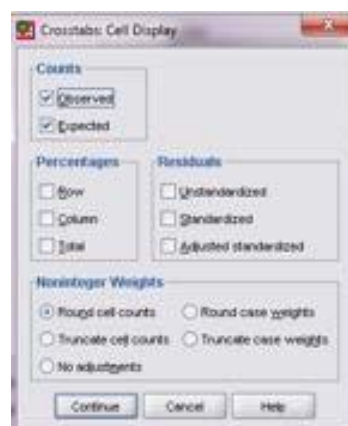 Crosstabs: Cell Display
Counts
Observed
Expected
Percentages Residuals
Row Unstandardized
Column Standardized
Total Adjusted standardized
Noninteger Weights
Round cell counts Round case weights
Truncate cell counts Truncate case weights
No adjustments
Continue Cancel Help